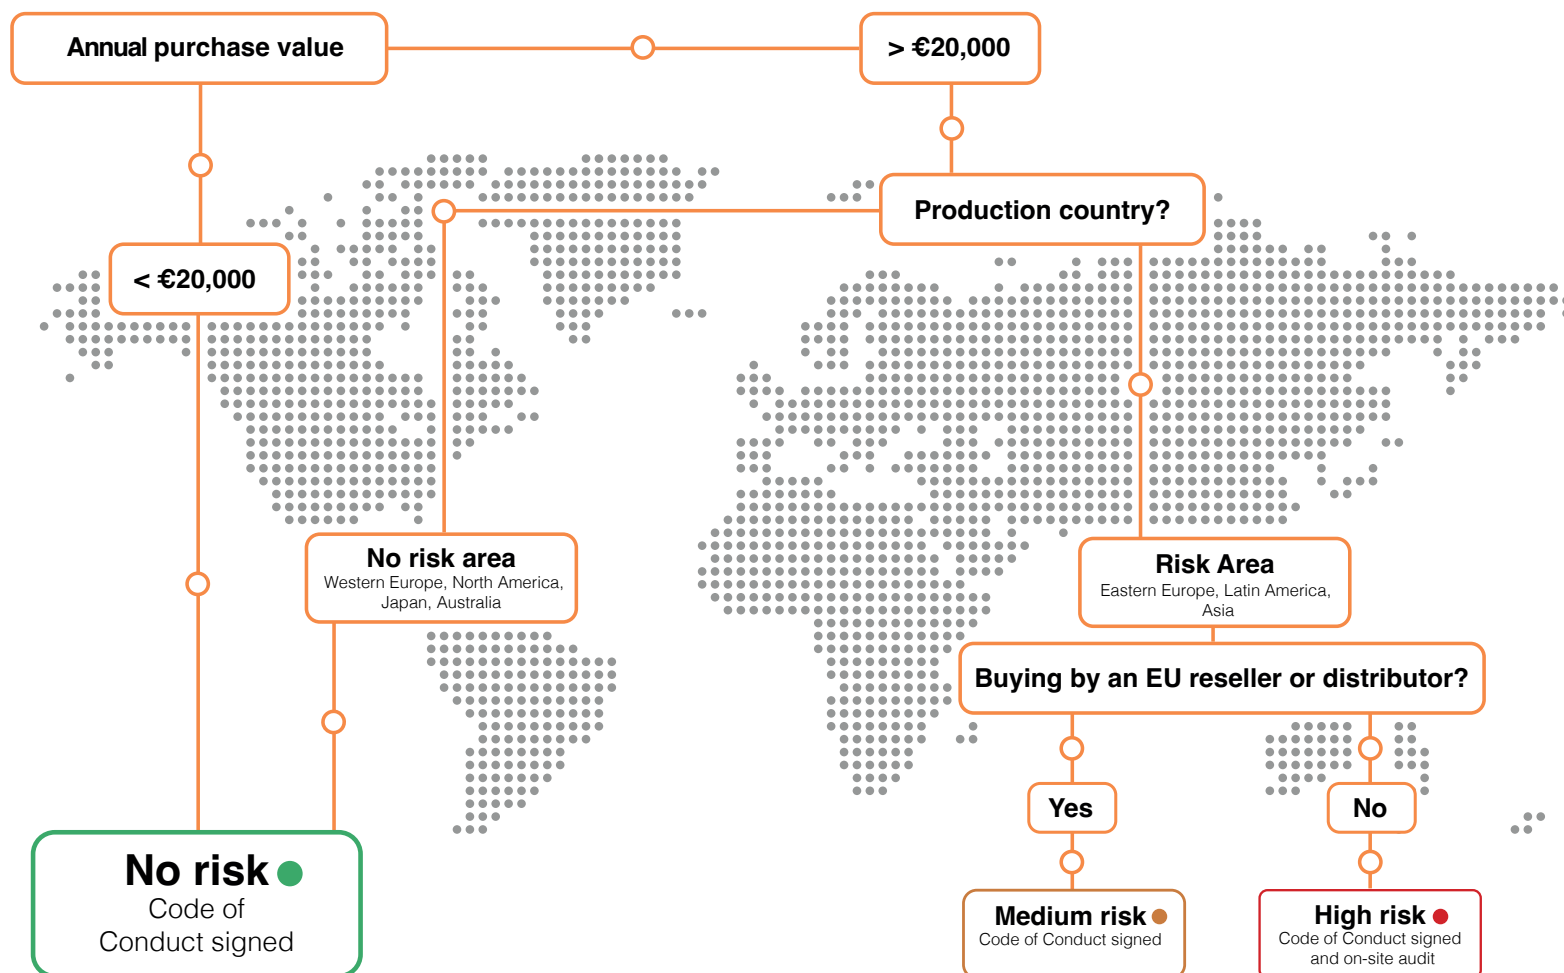 Annual purchase value
> €20,000
Production country?
< €20,000
No risk area
Western Europe, North America,
Japan, Australia
Risk Area
Eastern Europe, Latin America,
Asia
Buying by an EU reseller or distributor?
Yes
No
No risk
Code of
Conduct signed
Medium risk
Code of Conduct signed
High risk
Code of Conduct signed
and on-site audit